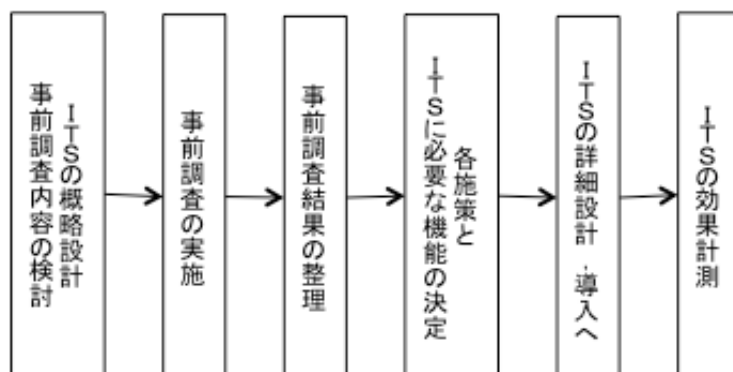 ITSの概略設計
事前調査内容の検討
事前調査の実施
事前調査結果の整理
各施策と
ITSに必要な機能の決定
ITSの詳細設計・導入へ
ITSの効果計測